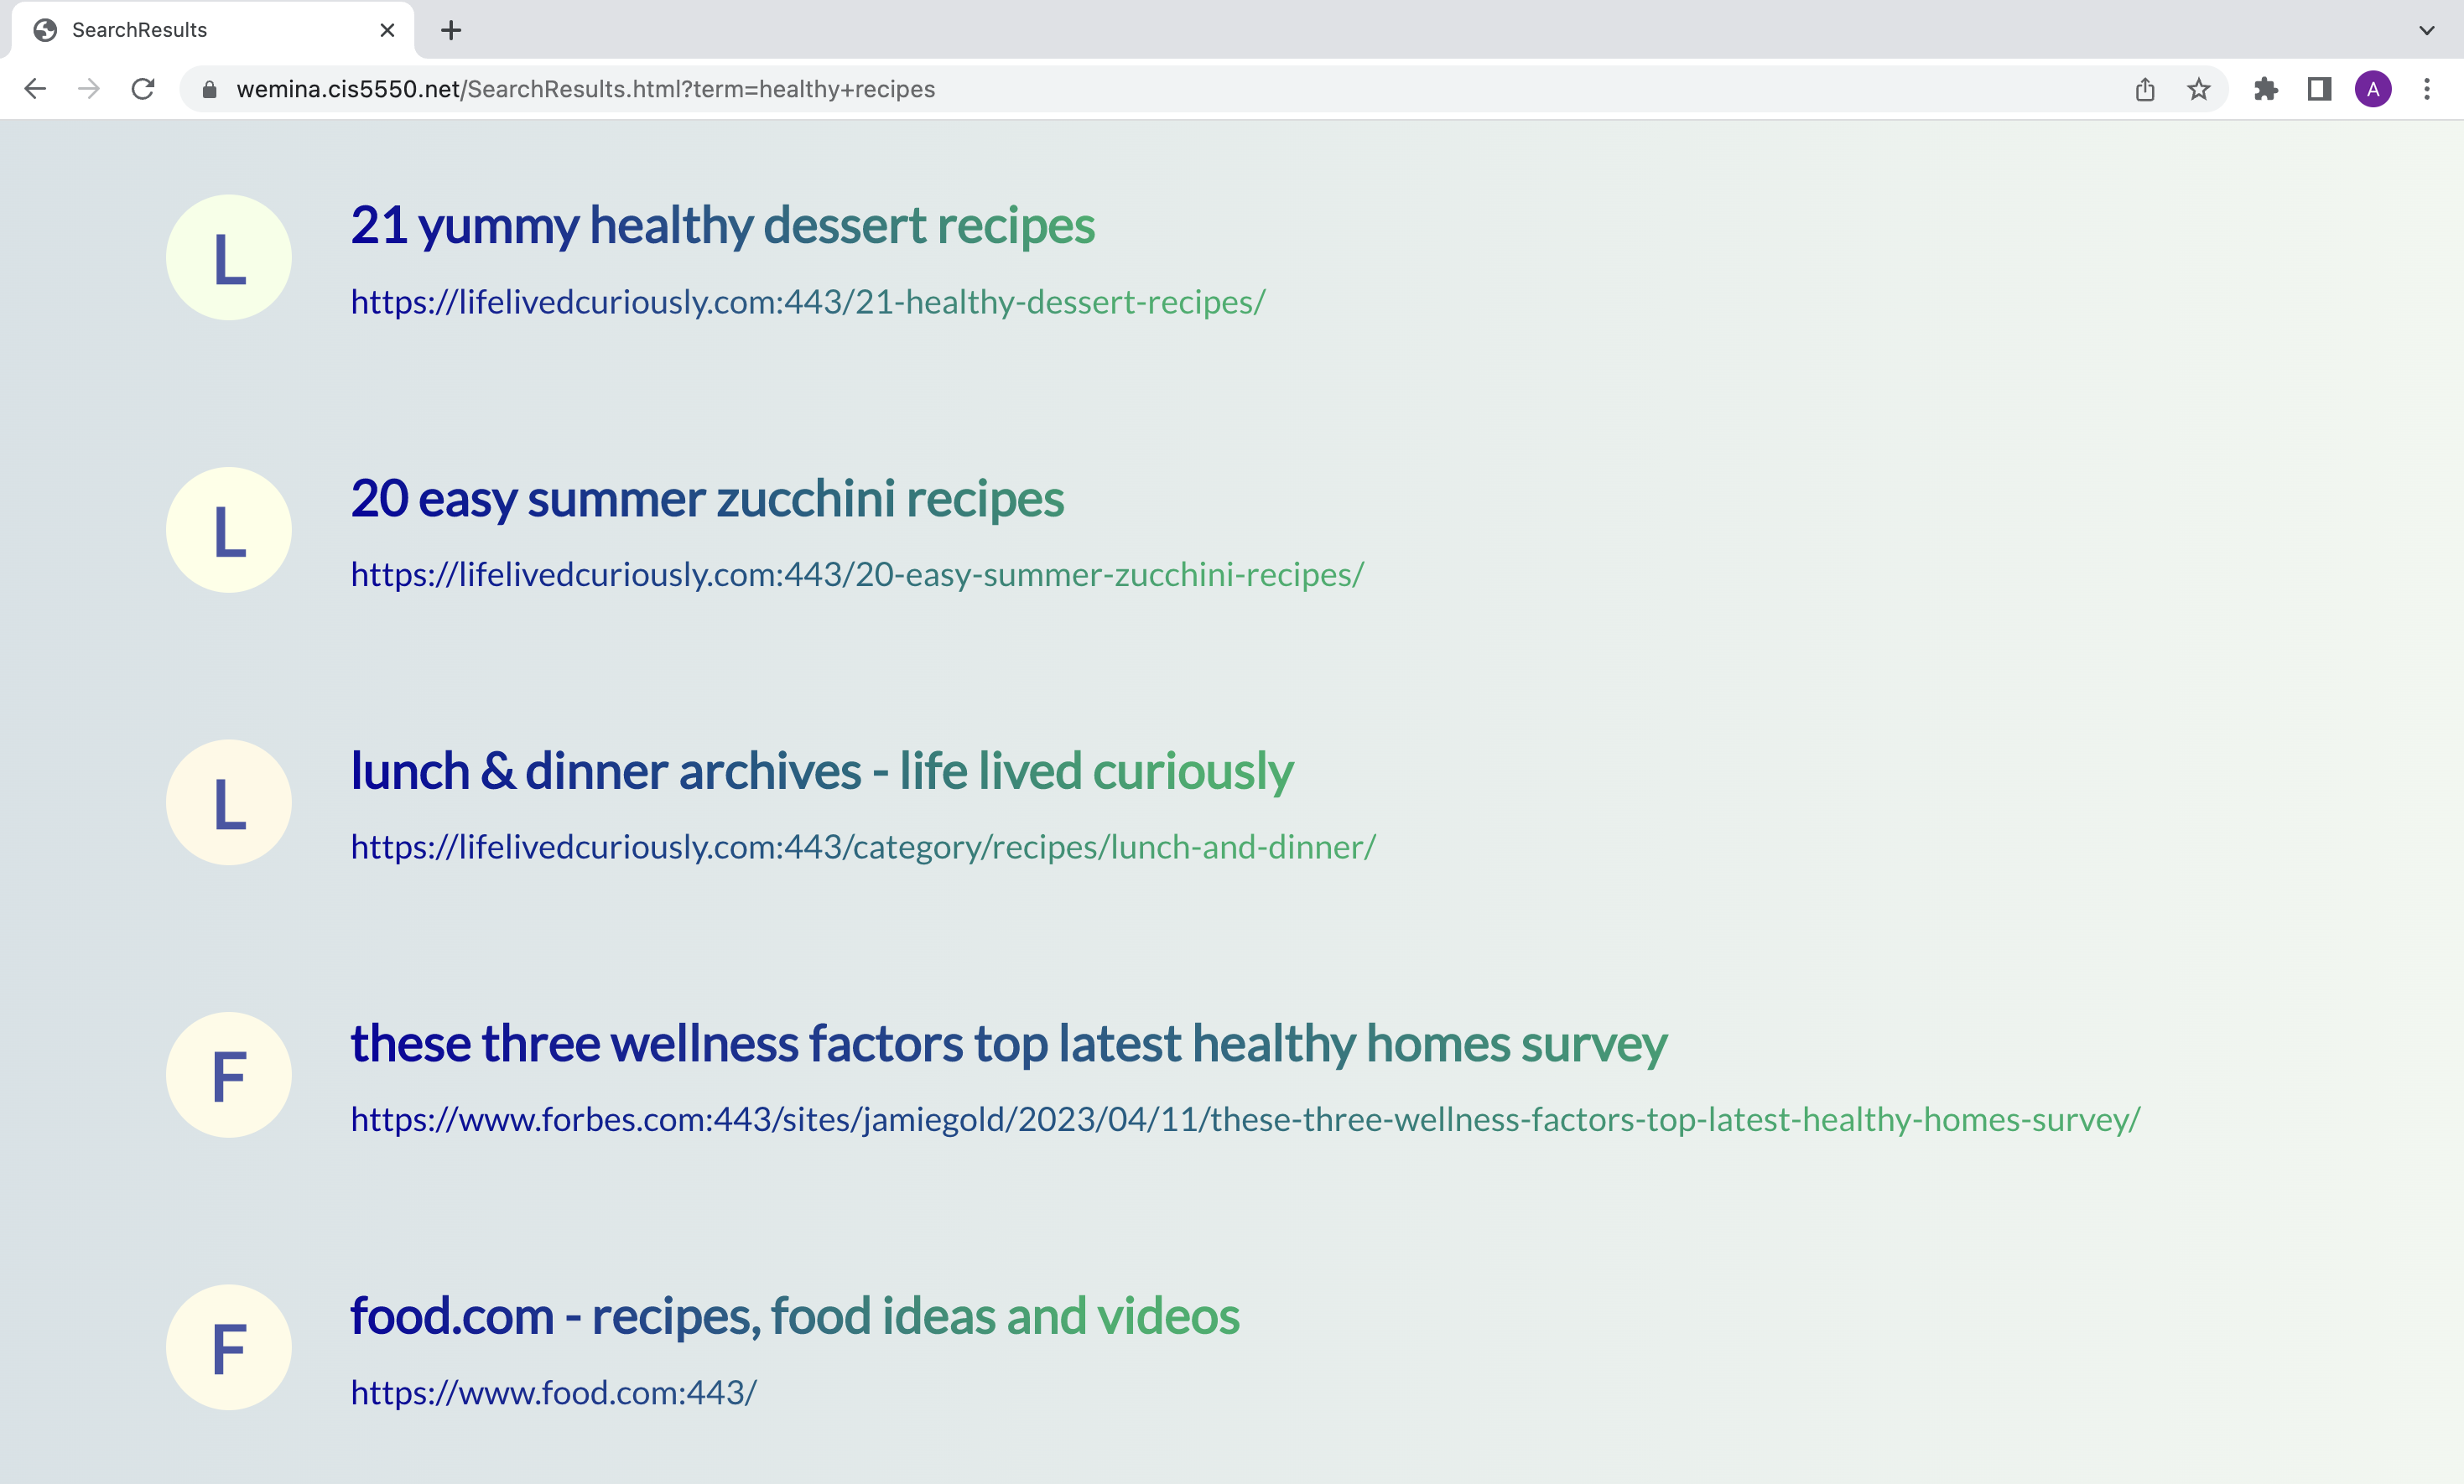 SearchResults
wemina.cis5550.net/SearchResults.html?term=healthy+recipes
A
L
21 yummy healthy dessert recipes
https://lifelivedcuriously.com:443/21-healthy-dessert-recipes/
L
20 easy summer zucchini recipes
https://lifelivedcuriously.com:443/20-easy-summer-zucchini-recipes/
L
lunch & dinner archives - life lived curiously
https://lifelivedcuriously.com:443/category/recipes/lunch-and-dinner/
F
these three wellness factors top latest healthy homes survey
https://www.forbes.com:443/sites/jamiegold/2023/04/11/these-three-wellness-factors-top-latest-healthy-homes-survey/
F
food.com - recipes, food ideas and videos
https://www.food.com:443/